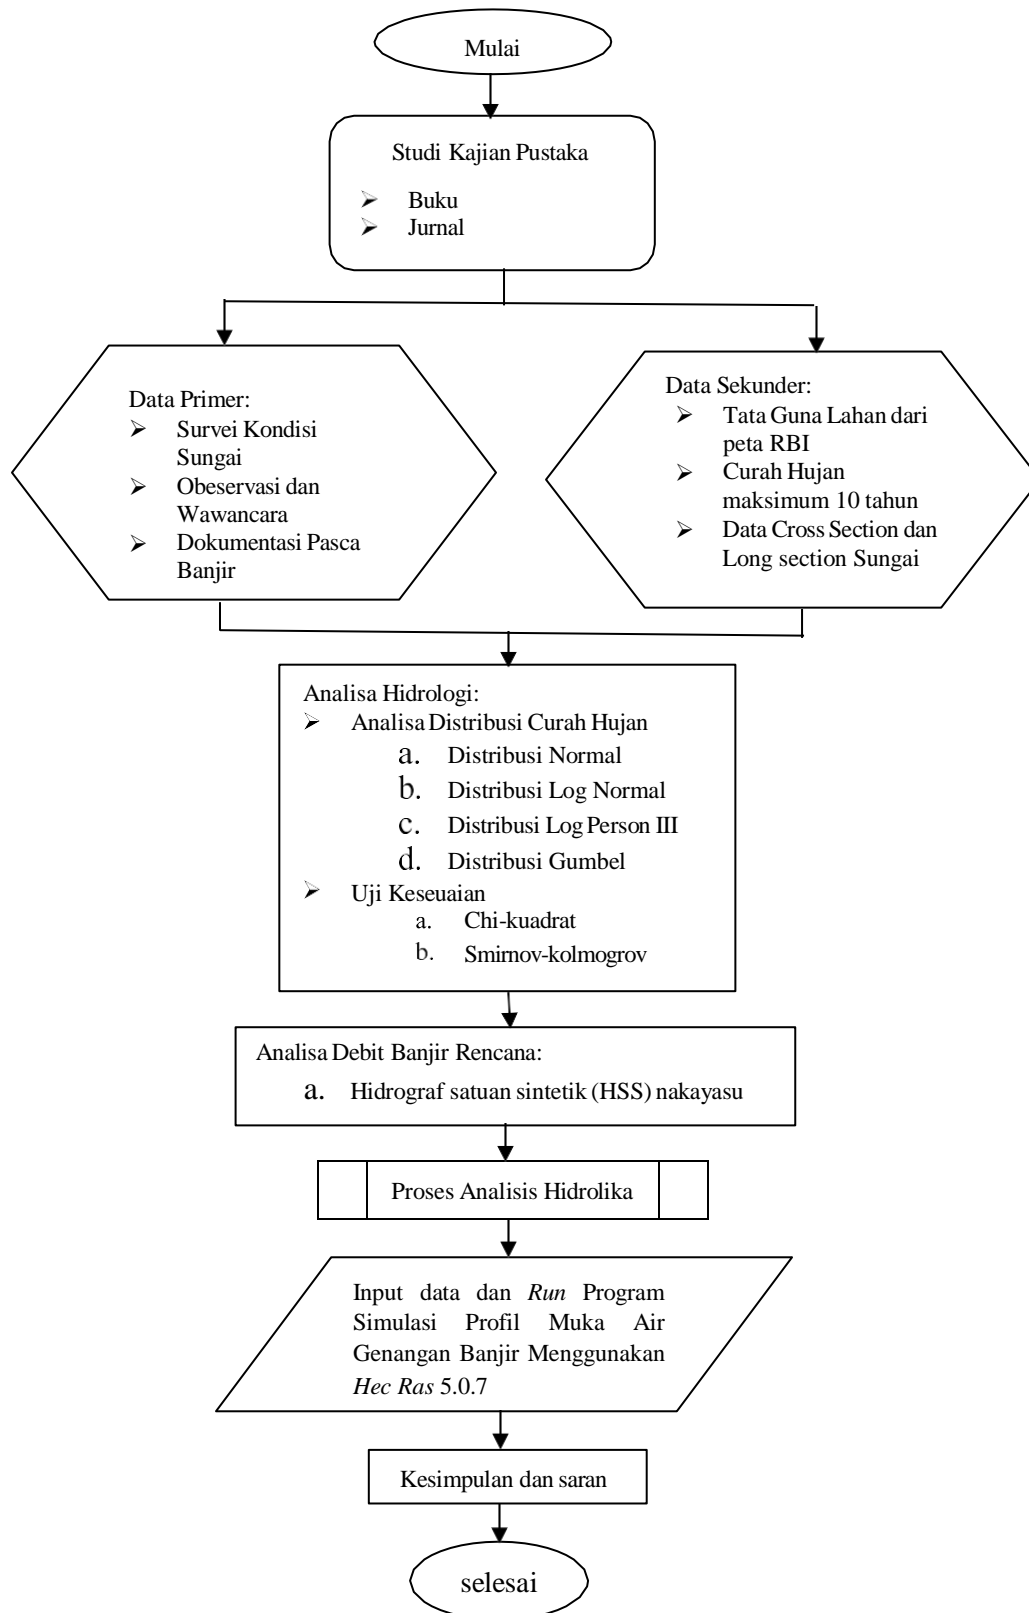 Mulai
Studi Kajian Pustaka
➢ Buku
➢ Jurnal
Data Primer:
➢ Survei Kondisi
Sungai
➢ Obeservasi dan
Wawancara
➢ Dokumentasi Pasca
Banjir
Data Sekunder:
➢ Tata Guna Lahan dari
peta RBI
➢ Curah Hujan
maksimum 10 tahun
➢ Data Cross Section dan
Long section Sungai
Analisa Hidrologi:
➢ Analisa Distribusi Curah Hujan
a. Distribusi Normal
b. Distribusi Log Normal
c. Distribusi Log Person III
d. Distribusi Gumbel
➢ Uji Keseuaian
a. Chi-kuadrat
b. Smirnov-kolmogrov
Analisa Debit Banjir Rencana:
a. Hidrograf satuan sintetik (HSS) nakayasu
Proses Analisis Hidrolika
Input data dan Run Program
Simulasi Profil Muka Air
Genangan Banjir Menggunakan
Hec Ras 5.0.7
Kesimpulan dan saran
selesai